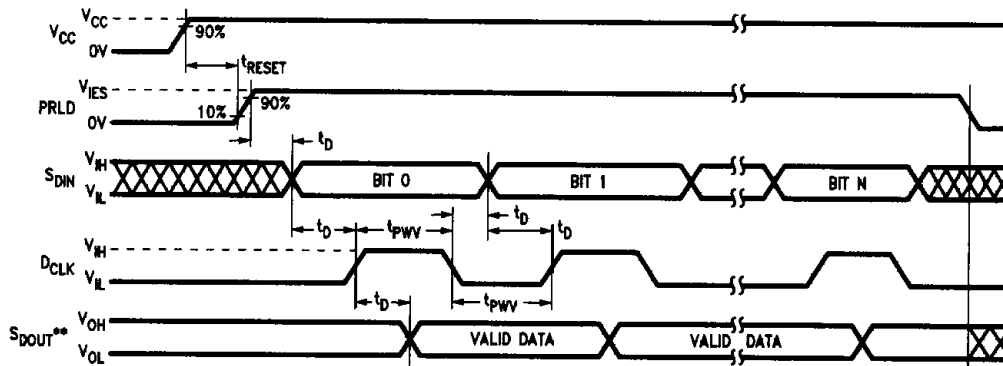 VCC
VCC
90%
0V
tRESET
VIES
PRLD
90%
10%
0V
tD
VIH
SDIN
BIT 0
BIT 1
BIT N
VIL
tD
tPWV
tD
VIH
DCLK
VIL
tD
tPWV
VOH
SDOUT**
VALID DATA
VALID DATA
VOL